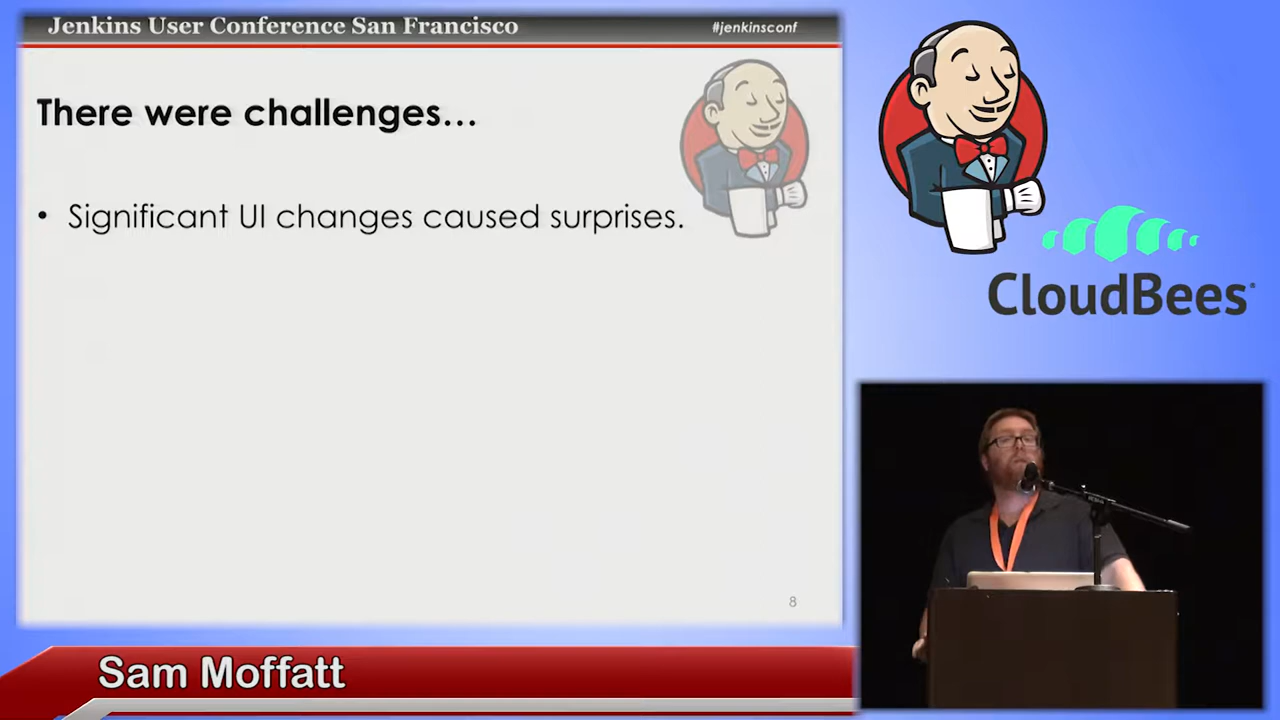 Jenkins User Conference San Francisco
#jenkinsconf
There were challenges...
• Significant UI changes caused surprises.
8
CloudBees
Sam Moffatt